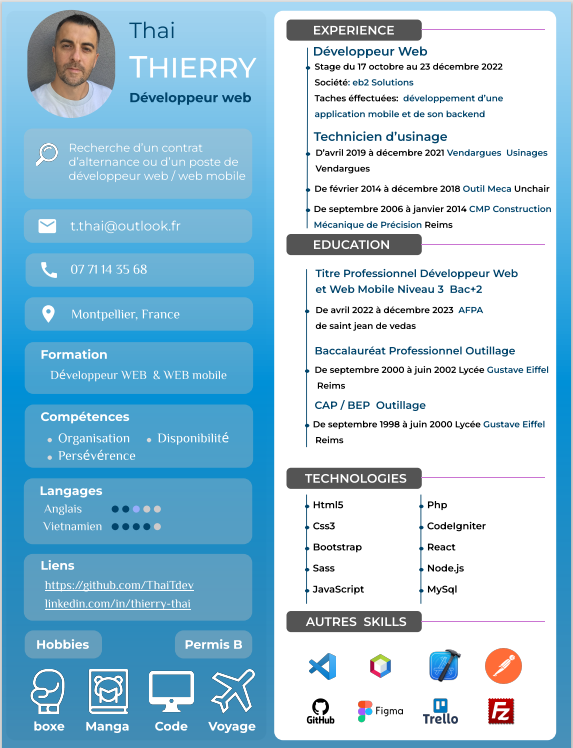 Thai
THIERRY
Développeur web
Recherche d'un contrat
d'alternance ou d'un poste de
développeur web / web mobile
t.thai@outlook.fr
07 71 14 35 68
Montpellier, France
Formation
Développeur WEB & WEB mobile
Compétences
Organisation
Disponibilité
Persévérence
Langages
Anglais
Vietnamien
Liens
https://github.com/ThaiTdev
linkedin.com/in/thierry-thai
Hobbies
Permis B
boxe
Manga
Code
Voyage
EXPERIENCE
Développeur Web
Stage du 17 octobre au 23 décembre 2022
Société: eb2 Solutions
Taches éffectuées: développement d'une
application mobile et de son backend
Technicien d'usinage
D'avril 2019 à décembre 2021 Vendargues Usinages
Vendargues
De février 2014 à décembre 2018 Outil Meca Unchair
De septembre 2006 à janvier 2014 CMP Construction
Mécanique de Précision Reims
EDUCATION
Titre Professionnel Développeur Web
et Web Mobile Niveau 3 Bac+2
De avril 2022 à décembre 2023 AFPA
de saint jean de vedas
Baccalauréat Professionnel Outillage
De septembre 2000 à juin 2002 Lycée Gustave Eiffel
Reims
CAP / BEP Outillage
De septembre 1998 à juin 2000 Lycée Gustave Eiffel
Reims
TECHNOLOGIES
Html5
Css3
Bootstrap
Sass
JavaScript
Php
CodeIgniter
React
Node.js
MySql
AUTRES SKILLS
GitHub
Figma
Trello
FZ